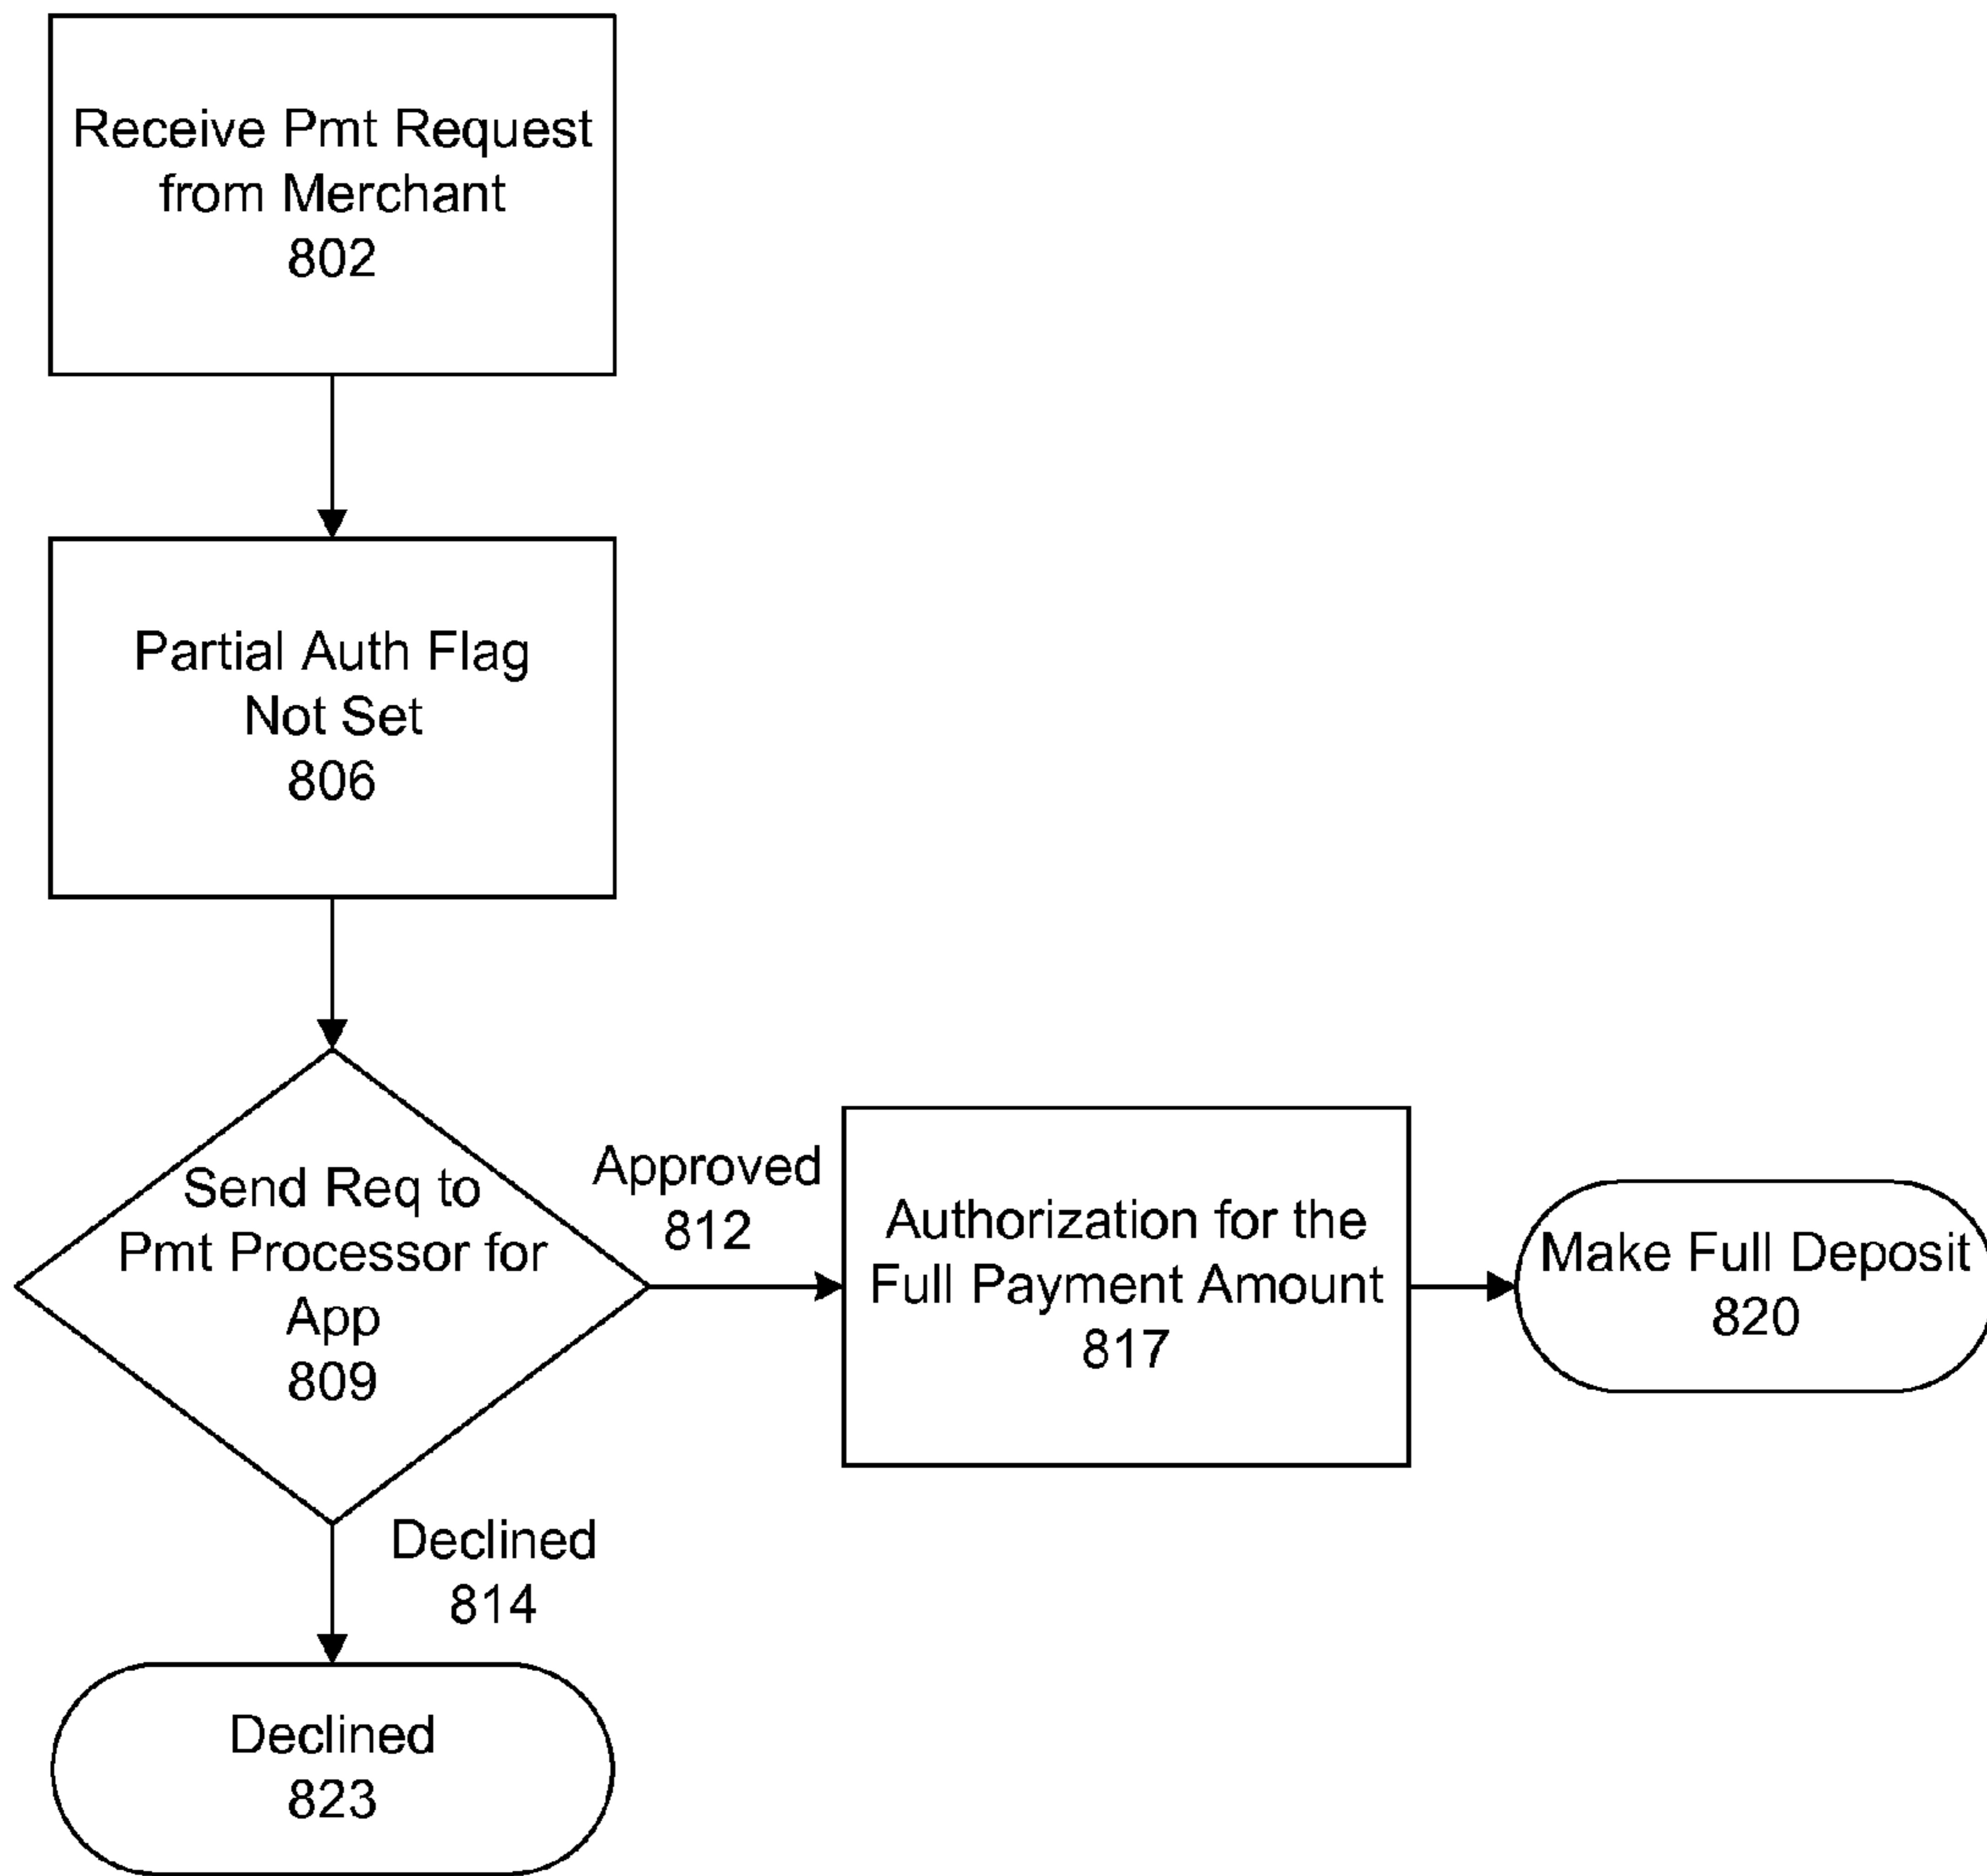 Receive Pmt Request
from Merchant
802
Partial Auth Flag
Not Set
806
Send Req to
Pmt Processor for
App
809
Approved
812
Authorization for the
Full Payment Amount
817
Make Full Deposit
820
Declined
814
Declined
823